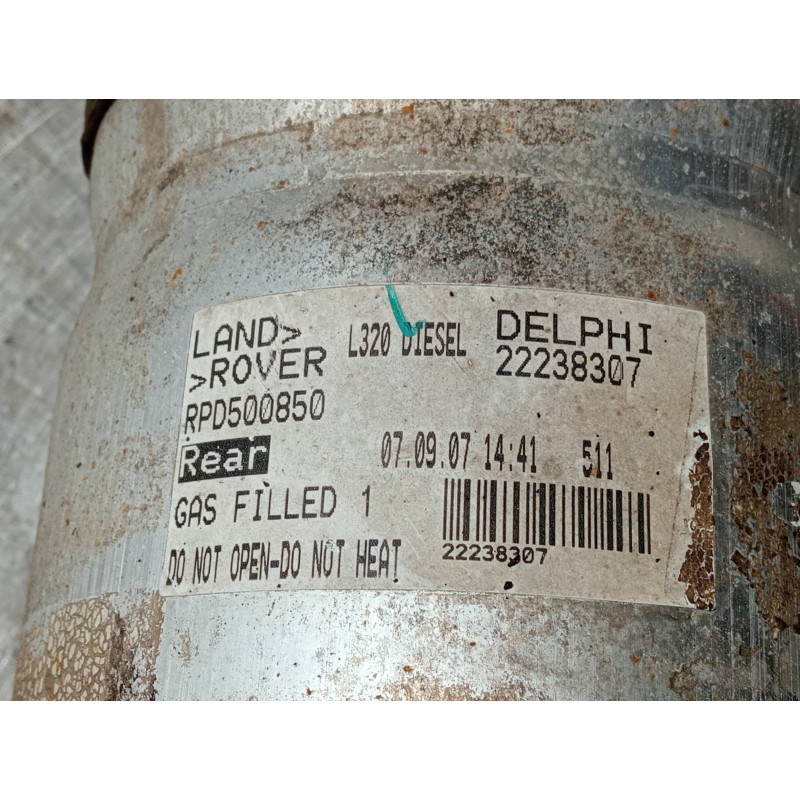 LAND> L320 DIESEL DELPHI
>ROVER 22238307
RPD500850
Rear 07.09.07 14:41 511
GAS FILLED 1
22238307
DO NOT OPEN-DO NOT HEAT